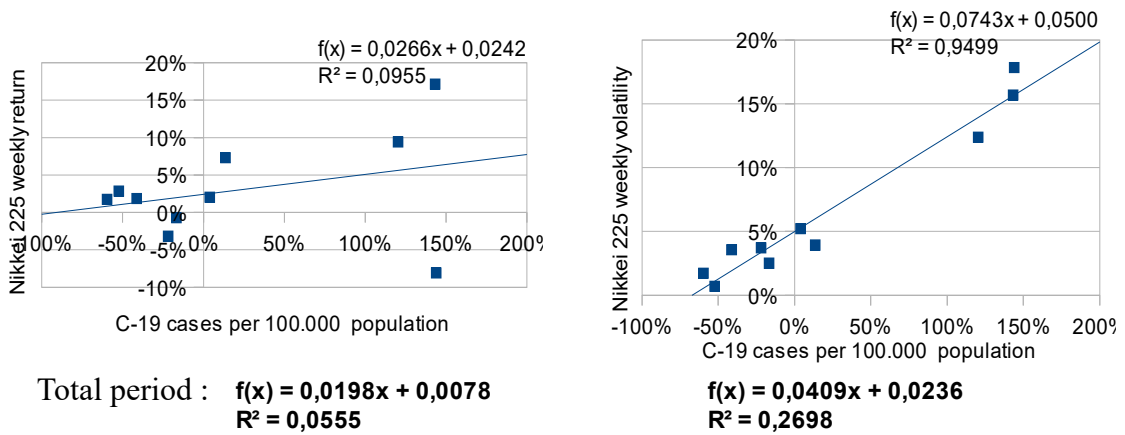 f(x) = 0,0266x + 0,0242
R² = 0,0955
20%
15%
10%
5%
0%
-5%
-10%
-100% -50% 0% 50% 100% 150% 200%
Nikkei 225 weekly return
C-19 cases per 100.000 population
f(x) = 0,0743x + 0,0500
R² = 0,9499
20%
15%
10%
5%
0%
-100% -50% 0% 50% 100% 150% 200%
Nikkei 225 weekly volatility
C-19 cases per 100.000 population
Total period : f(x) = 0,0198x + 0,0078
R² = 0,0555
f(x) = 0,0409x + 0,0236
R² = 0,2698